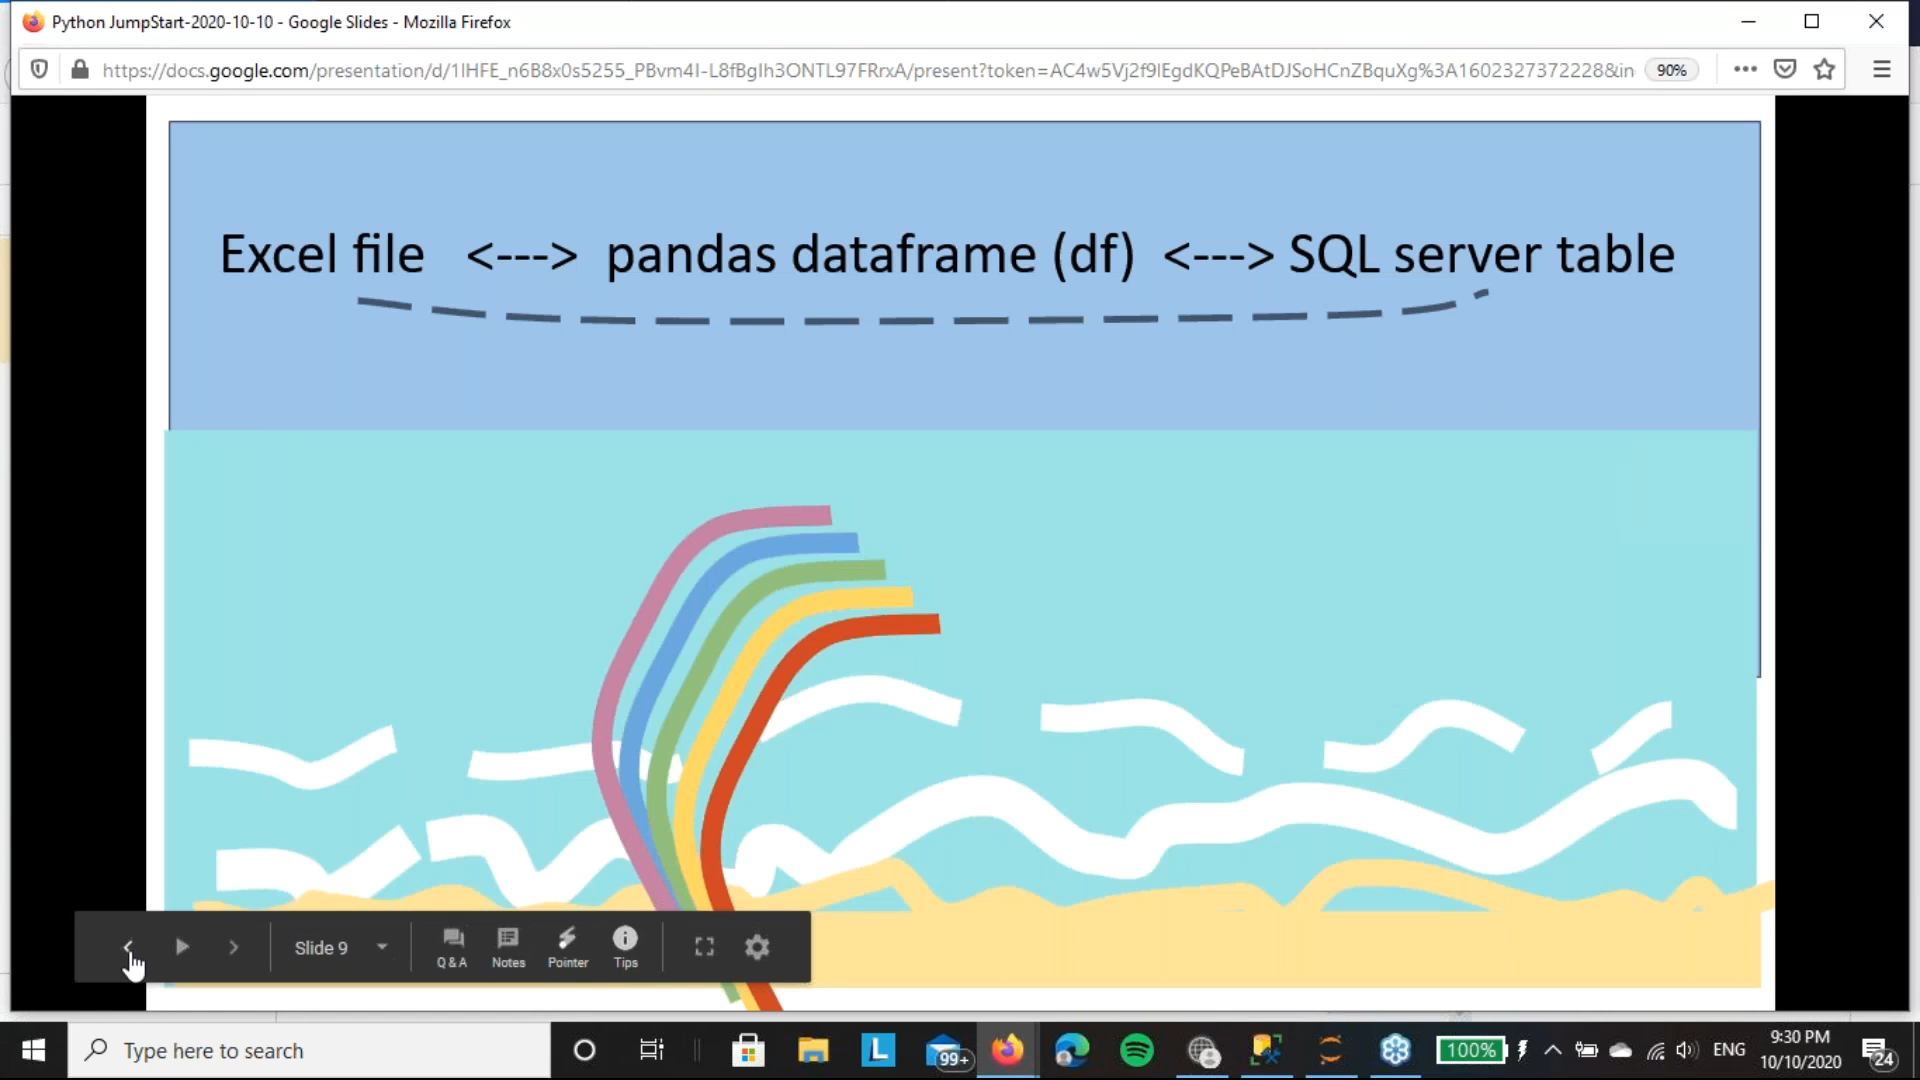 Python JumpStart-2020-10-10 - Google Slides - Mozilla Firefox
https://docs.google.com/presentation/d/1lHFE_n6B8x0s5255_PBvm4I-L8fBgIh3ONTL97FRrxA/present?token=AC4w5Vj2f9lEgdKQPeBAtDJSoHCnZBquXg%3A1602327372228&in
90%
Excel file <---> pandas dataframe (df) <---> SQL server table
Slide 9
Q & A
Notes
Pointer
Tips
Type here to search
L
99+
100%
ENG
9:30 PM
10/10/2020
24